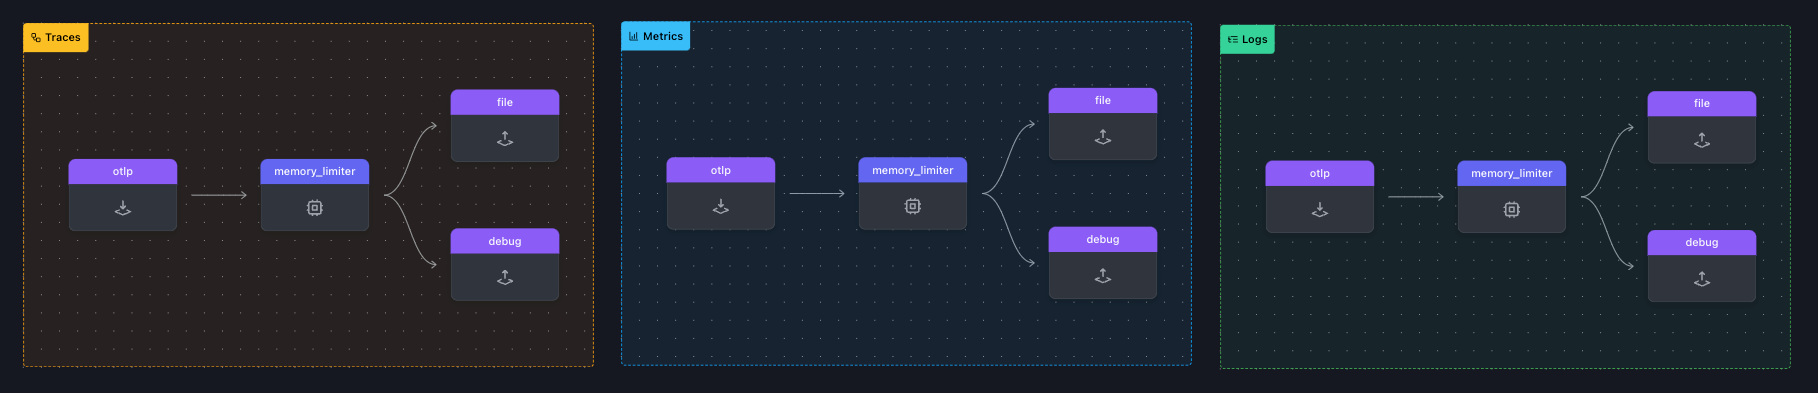 Traces
otlp
memory_limiter
file
debug
Metrics
otlp
memory_limiter
file
debug
Logs
otlp
memory_limiter
file
debug